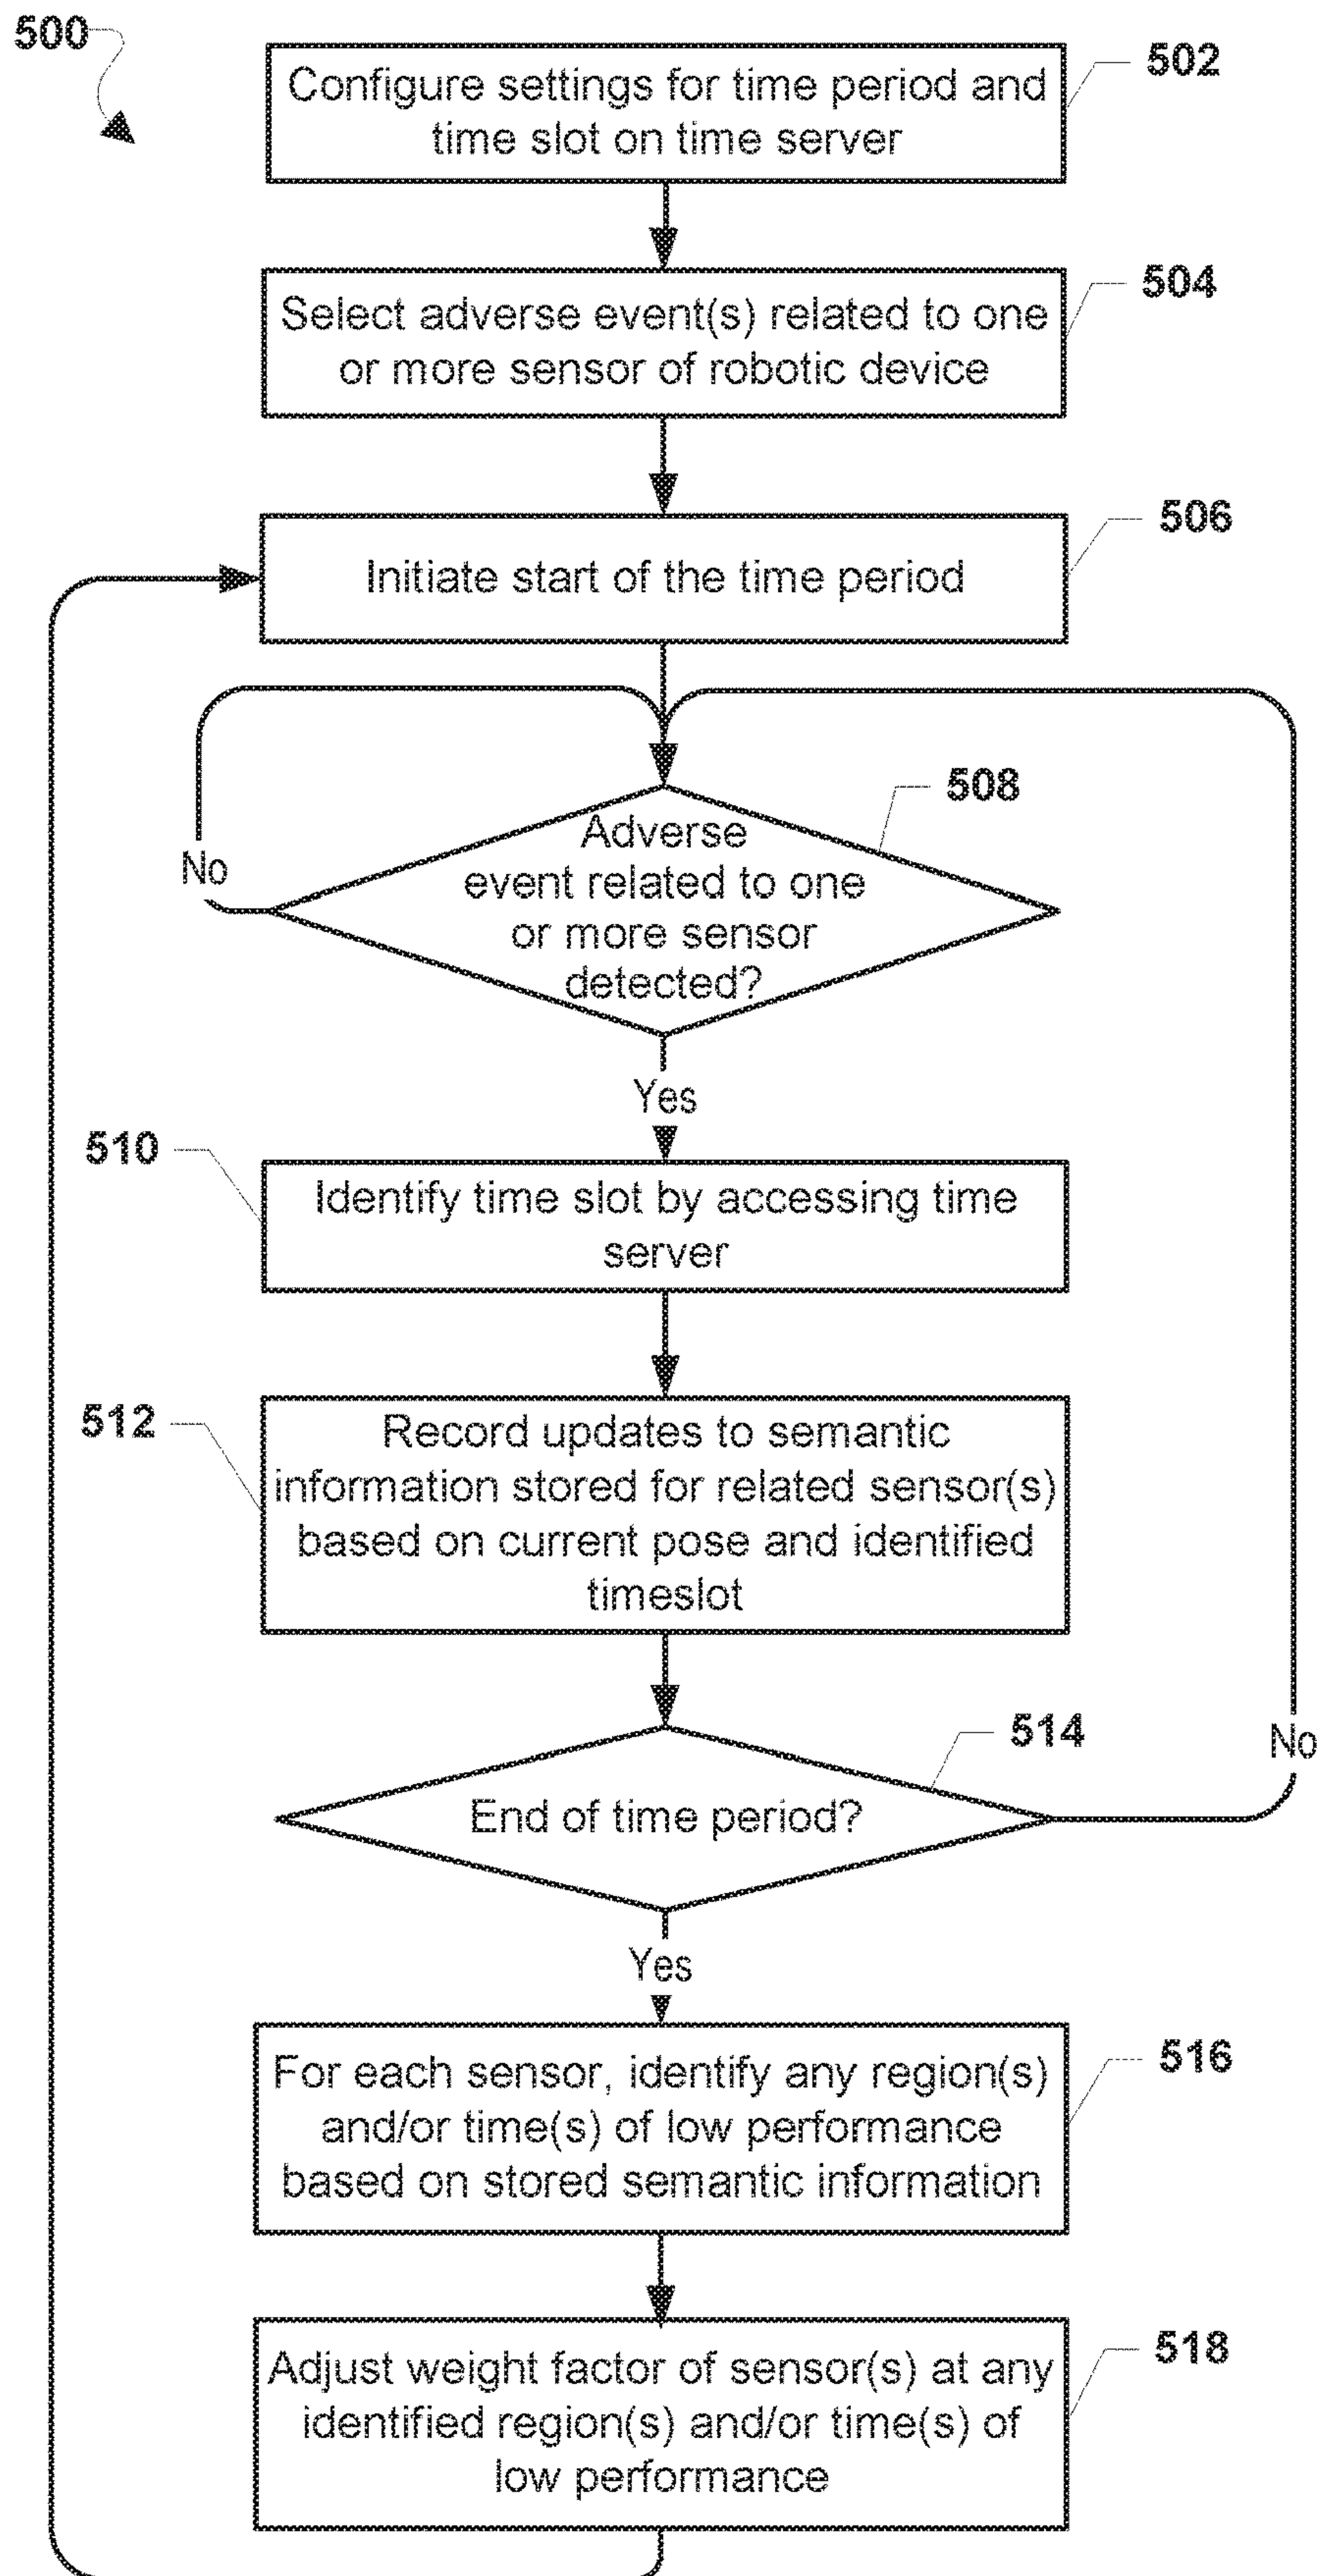 500
502
Configure settings for time period and
time slot on time server
504
Select adverse event(s) related to one
or more sensor of robotic device
506
Initiate start of the time period
508
Adverse
event related to one
or more sensor
detected?
No
Yes
510
Identify time slot by accessing time
server
512
Record updates to semantic
information stored for related sensor(s)
based on current pose and identified
timeslot
514
End of time period?
No
Yes
516
For each sensor, identify any region(s)
and/or time(s) of low performance
based on stored semantic information
518
Adjust weight factor of sensor(s) at any
identified region(s) and/or time(s) of
low performance